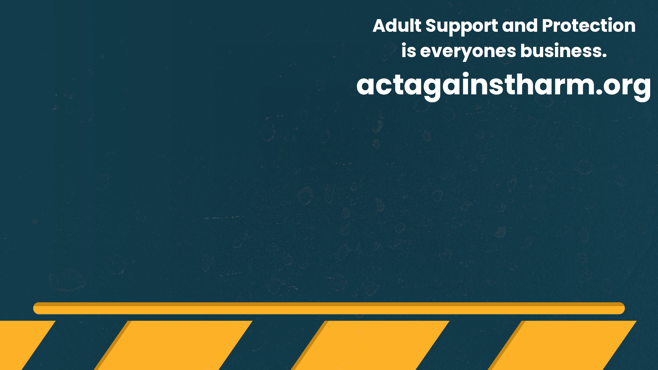 Adult Support and Protection
is everyones business.
actagainstharm.org